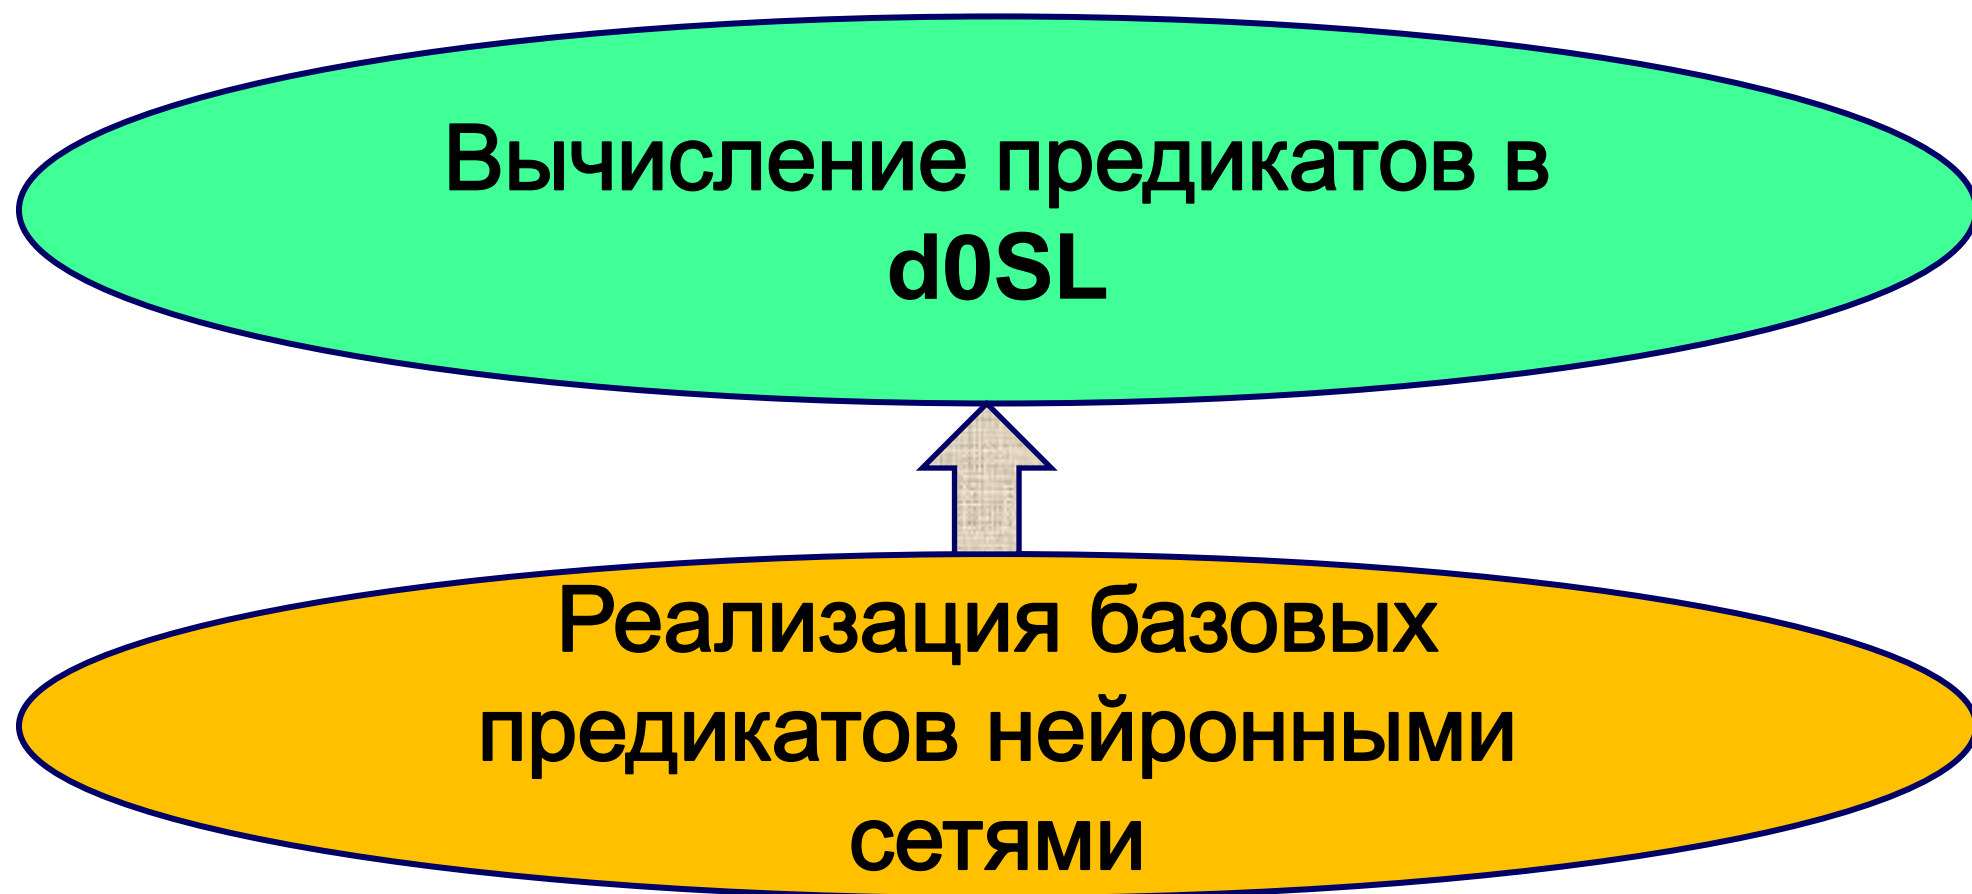 Вычисление предикатов в
d0SL
Реализация базовых
предикатов нейронными
сетями